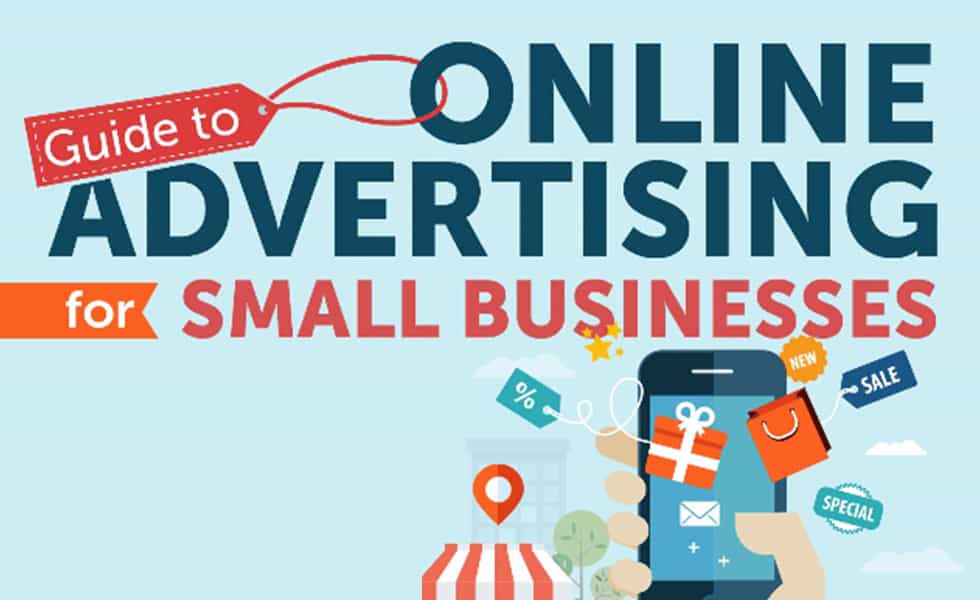 Guide to
ONLINE
ADVERTISING
for SMALL BUSINESSES
NEW
SALE
%
SPECIAL